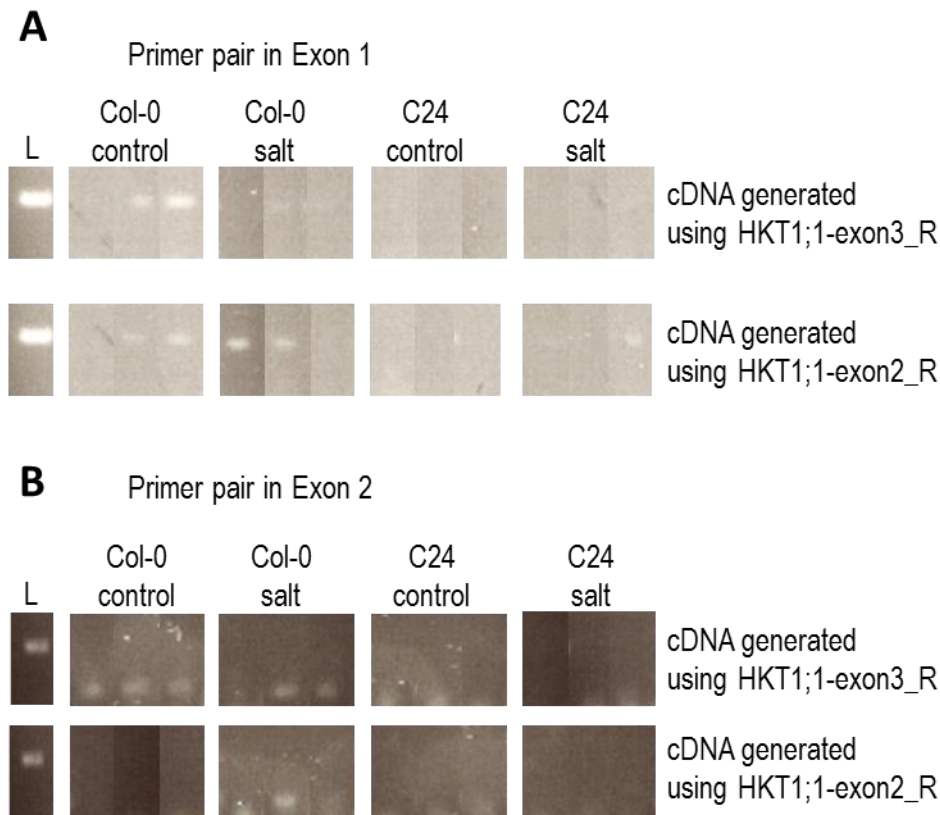 A
Primer pair in Exon 1
L
Col-0
control
Col-0
salt
C24
control
C24
salt
cDNA generated
using HKT1;1-exon3_R
cDNA generated
using HKT1;1-exon2_R
B
Primer pair in Exon 2
L
Col-0
control
Col-0
salt
C24
control
C24
salt
cDNA generated
using HKT1;1-exon3_R
cDNA generated
using HKT1;1-exon2_R